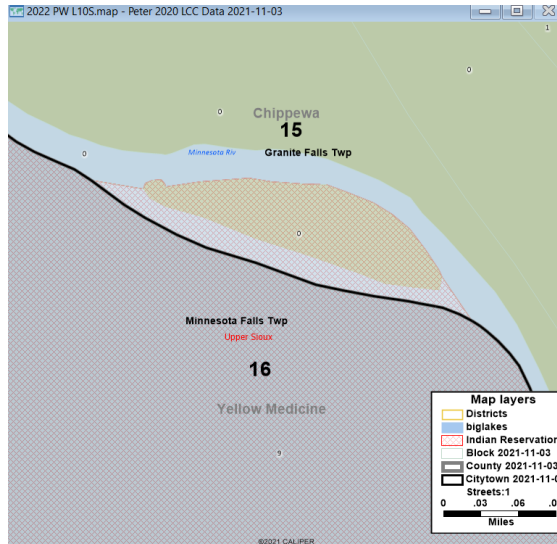 2022 PW L10S.map - Peter 2020 LCC Data 2021-11-03
1
0
0
Chippewa
15
0
Minnesota Riv
Granite Falls Twp
0
Minnesota Falls Twp
Upper Sioux
16
Yellow Medicine
9
Map layers
Districts
biglakes
Indian Reservation
Block 2021-11-03
County 2021-11-03
Citytown 2021-11-0
Streets:1
0 .03 .06 .0
Miles
©2021 CALIPER